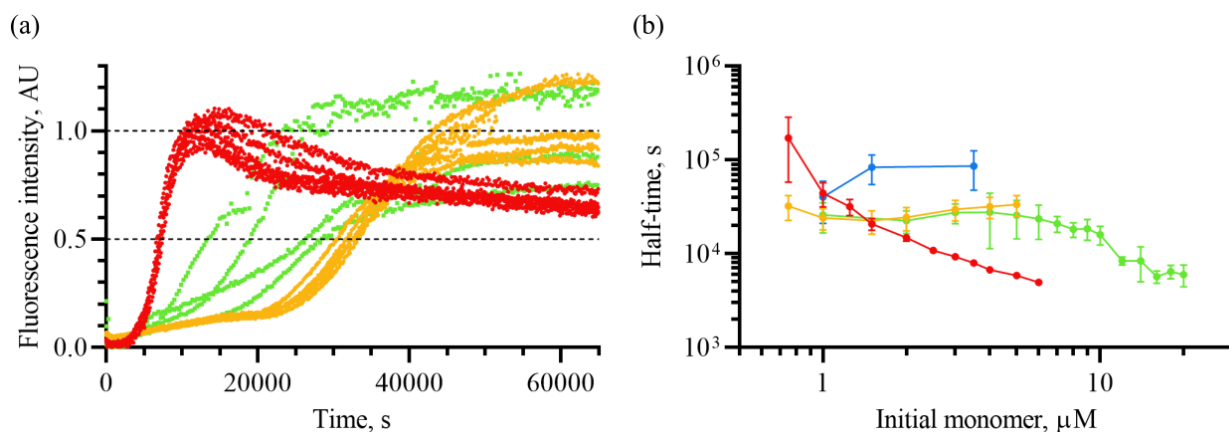 (a)
Fluorescence intensity, AU
1.0
0.5
0.0
0
20000
40000
60000
Time, s
(b)
Half-time, s
10⁶
10⁵
10⁴
10³
1
10
Initial monomer, μM